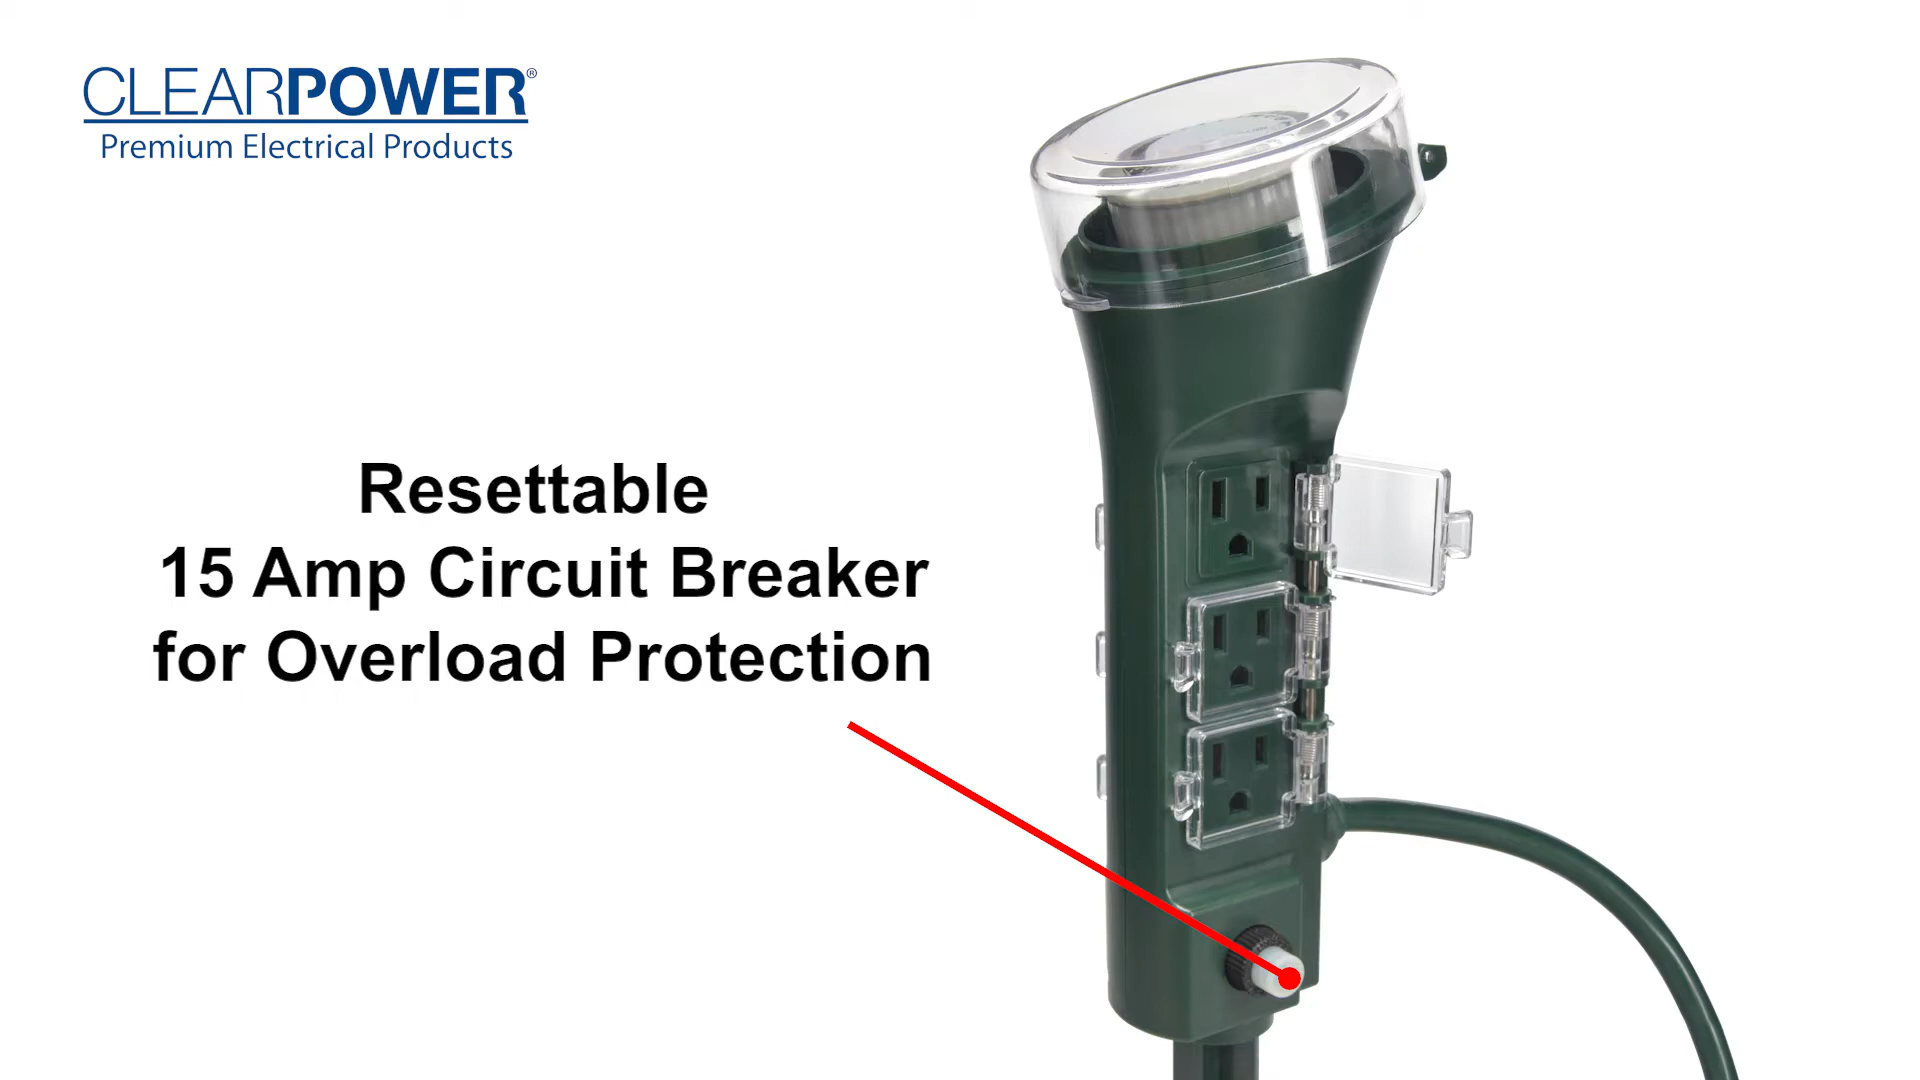 CLEARPOWER®
Premium Electrical Products
Resettable
15 Amp Circuit Breaker
for Overload Protection